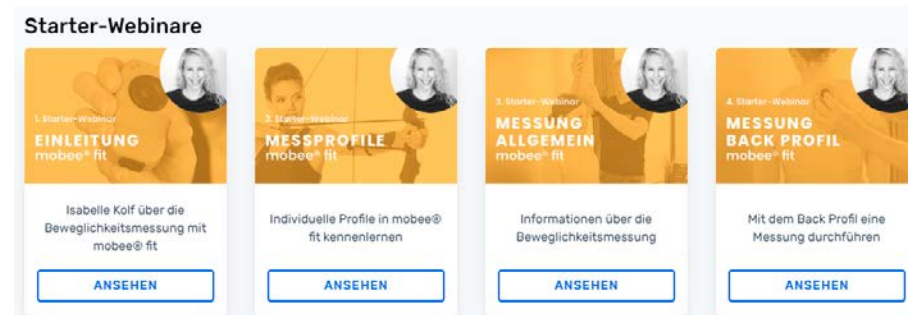 Starter-Webinare
1. Starter-Webinar
EINLEITUNG
mobee® fit
Isabelle Kolf über die
Beweglichkeitsmessung mit
mobee® fit
ANSEHEN
2. Starter-Webinar
MESSPROFILE
mobee® fit
Individuelle Profile in mobee®
fit kennenlernen
ANSEHEN
3. Starter-Webinar
MESSUNG
ALLGEMEIN
mobee® fit
Informationen über die
Beweglichkeitsmessung
ANSEHEN
4. Starter-Webinar
MESSUNG
BACK PROFIL
mobee® fit
Mit dem Back Profil eine
Messung durchführen
ANSEHEN